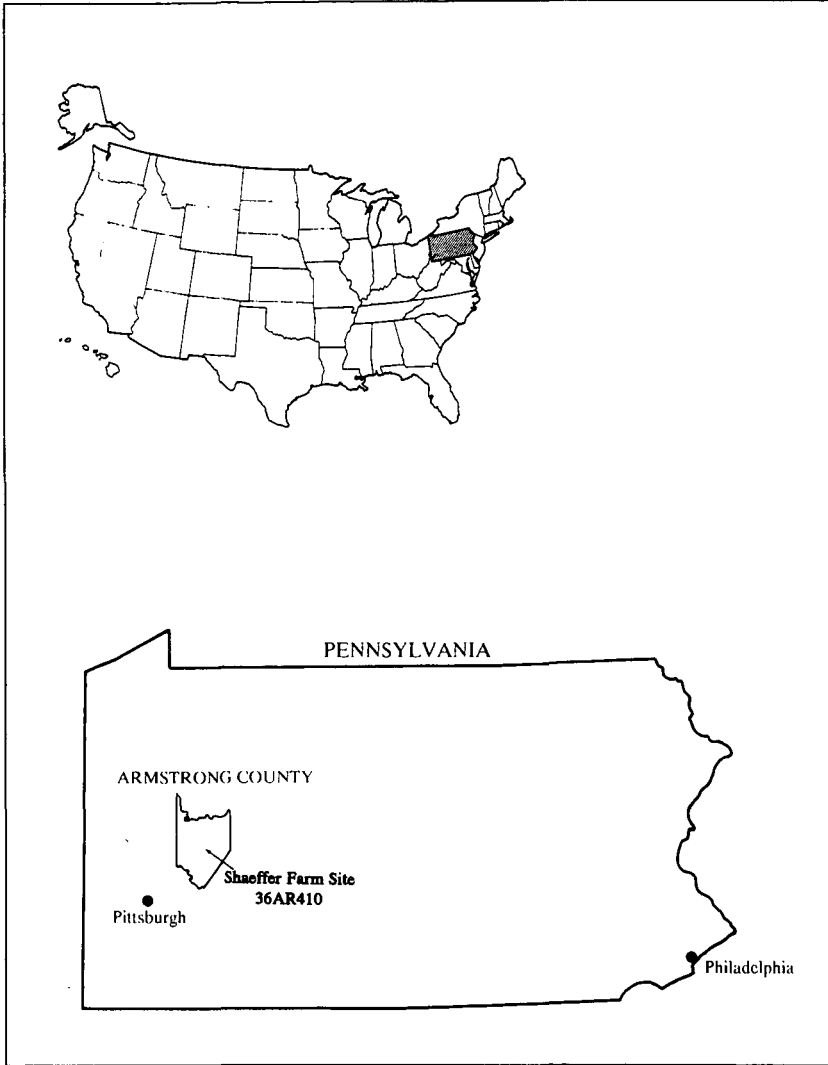 PENNSYLVANIA
ARMSTRONG COUNTY
Shaeffer Farm Site
36AR410
Pittsburgh
Philadelphia